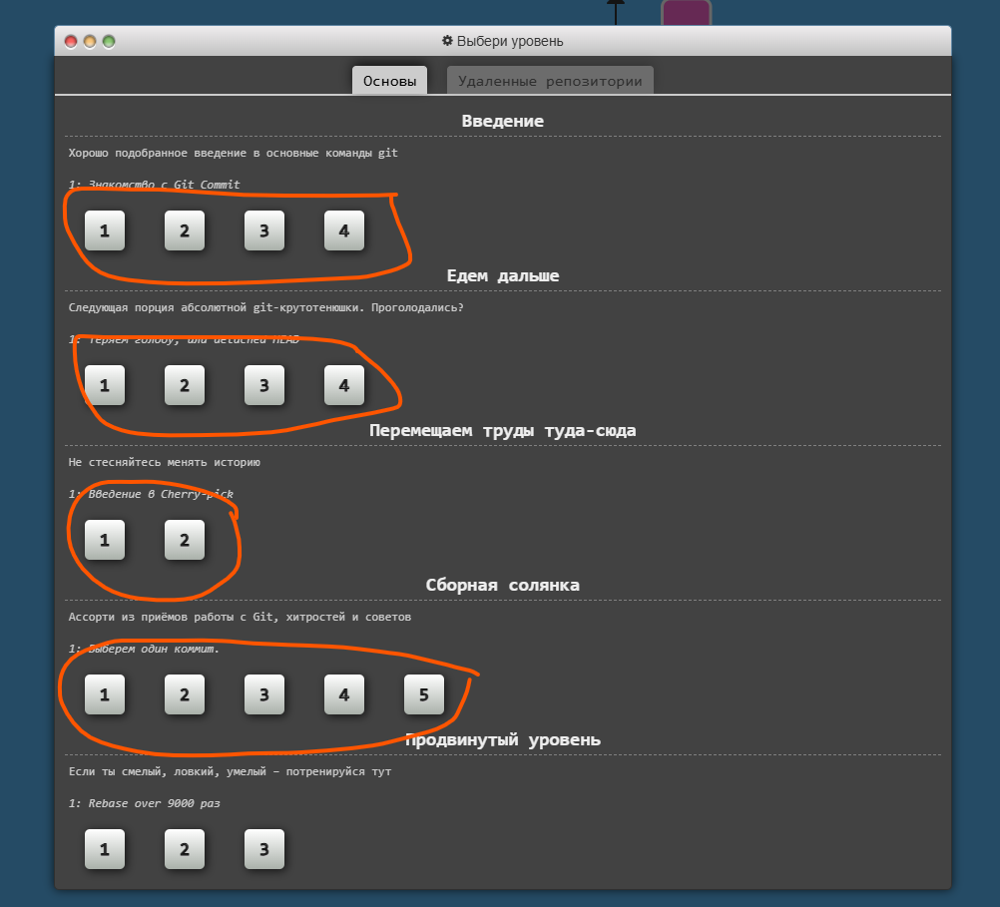 Выбери уровень
Основы Удаленные репозитории
Введение
Хорошо подобранное введение в основные команды git
1: Знакомство с Git Commit
1 2 3 4
Едем дальше
Следующая порция абсолютной git-крутотенюшки. Проголодались?
1: Теряем голову, или detached HEAD
1 2 3 4
Перемещаем труды туда-сюда
Не стесняйтесь менять историю
1: Введение в Cherry-pick
1 2
Сборная солянка
Ассорти из приёмов работы с Git, хитростей и советов
1: Выберем один коммит.
1 2 3 4 5
Продвинутый уровень
Если ты смелый, ловкий, умелый – потренируйся тут
1: Rebase over 9000 раз
1 2 3